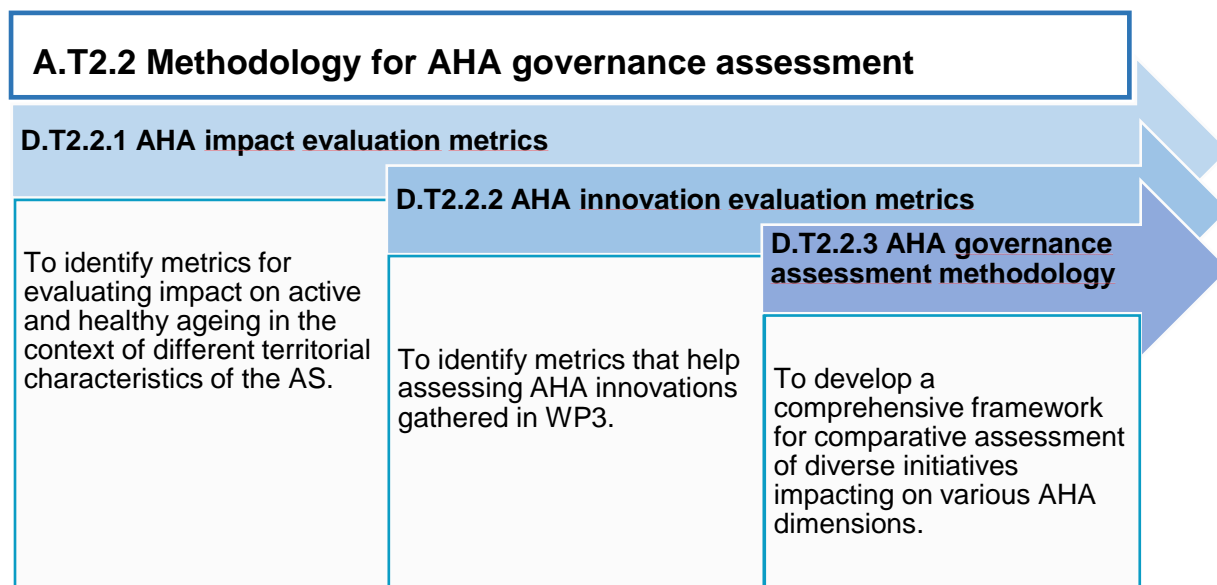 A.T2.2 Methodology for AHA governance assessment
D.T2.2.1 AHA impact evaluation metrics
To identify metrics for
evaluating impact on active
and healthy ageing in the
context of different territorial
characteristics of the AS.
D.T2.2.2 AHA innovation evaluation metrics
To identify metrics that help
assessing AHA innovations
gathered in WP3.
D.T2.2.3 AHA governance
assessment methodology
To develop a
comprehensive framework
for comparative assessment
of diverse initiatives
impacting on various AHA
dimensions.